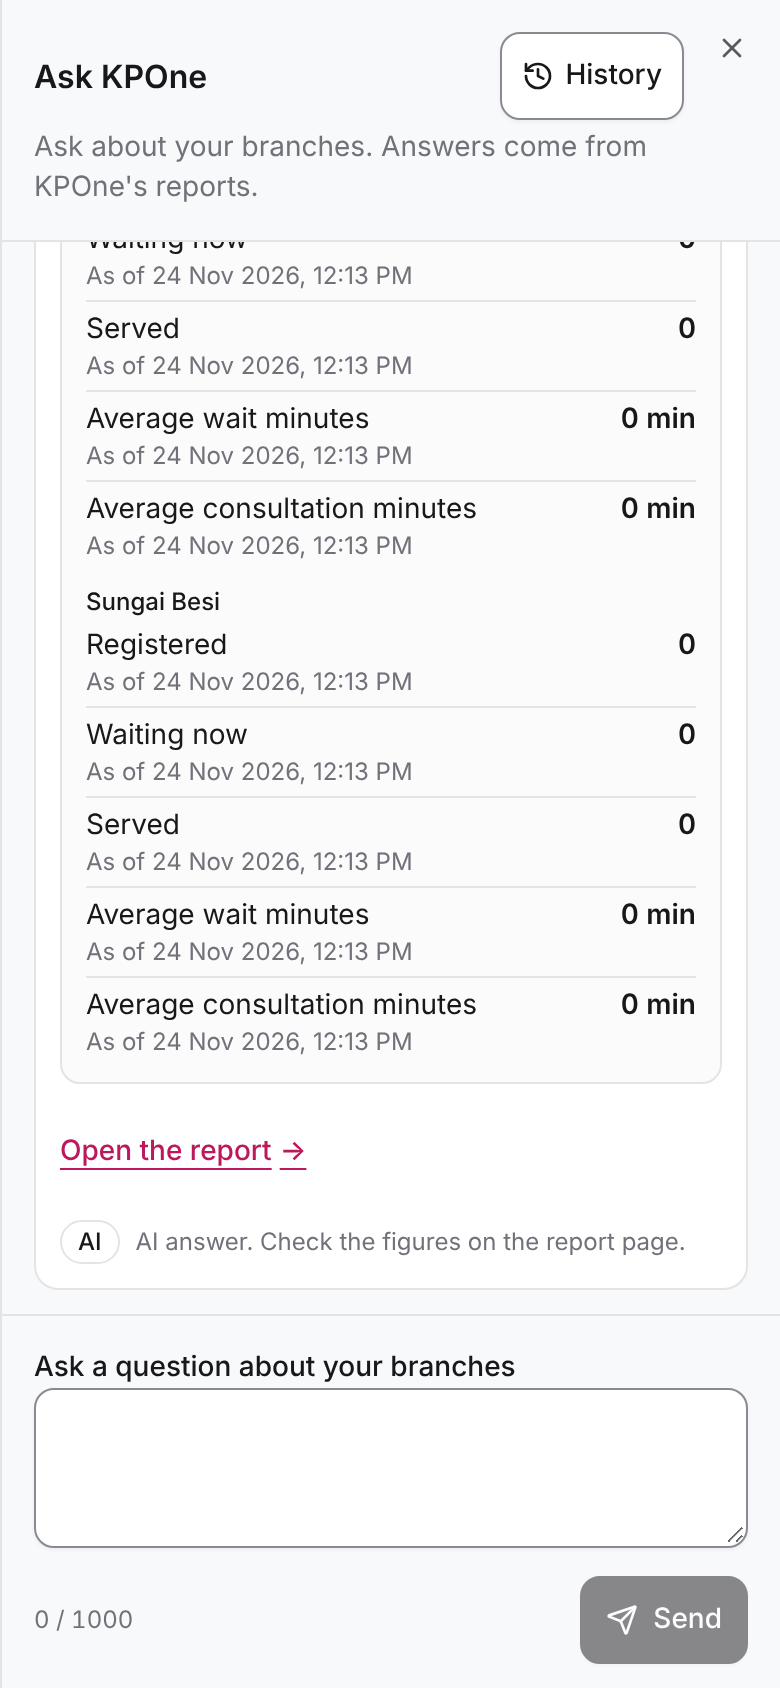 Ask KPOne
History
Ask about your branches. Answers come from
KPOne's reports.
Waiting now 0
As of 24 Nov 2026, 12:13 PM
Served 0
As of 24 Nov 2026, 12:13 PM
Average wait minutes 0 min
As of 24 Nov 2026, 12:13 PM
Average consultation minutes 0 min
As of 24 Nov 2026, 12:13 PM
Sungai Besi
Registered 0
As of 24 Nov 2026, 12:13 PM
Waiting now 0
As of 24 Nov 2026, 12:13 PM
Served 0
As of 24 Nov 2026, 12:13 PM
Average wait minutes 0 min
As of 24 Nov 2026, 12:13 PM
Average consultation minutes 0 min
As of 24 Nov 2026, 12:13 PM
Open the report →
AI AI answer. Check the figures on the report page.
Ask a question about your branches
0 / 1000
Send